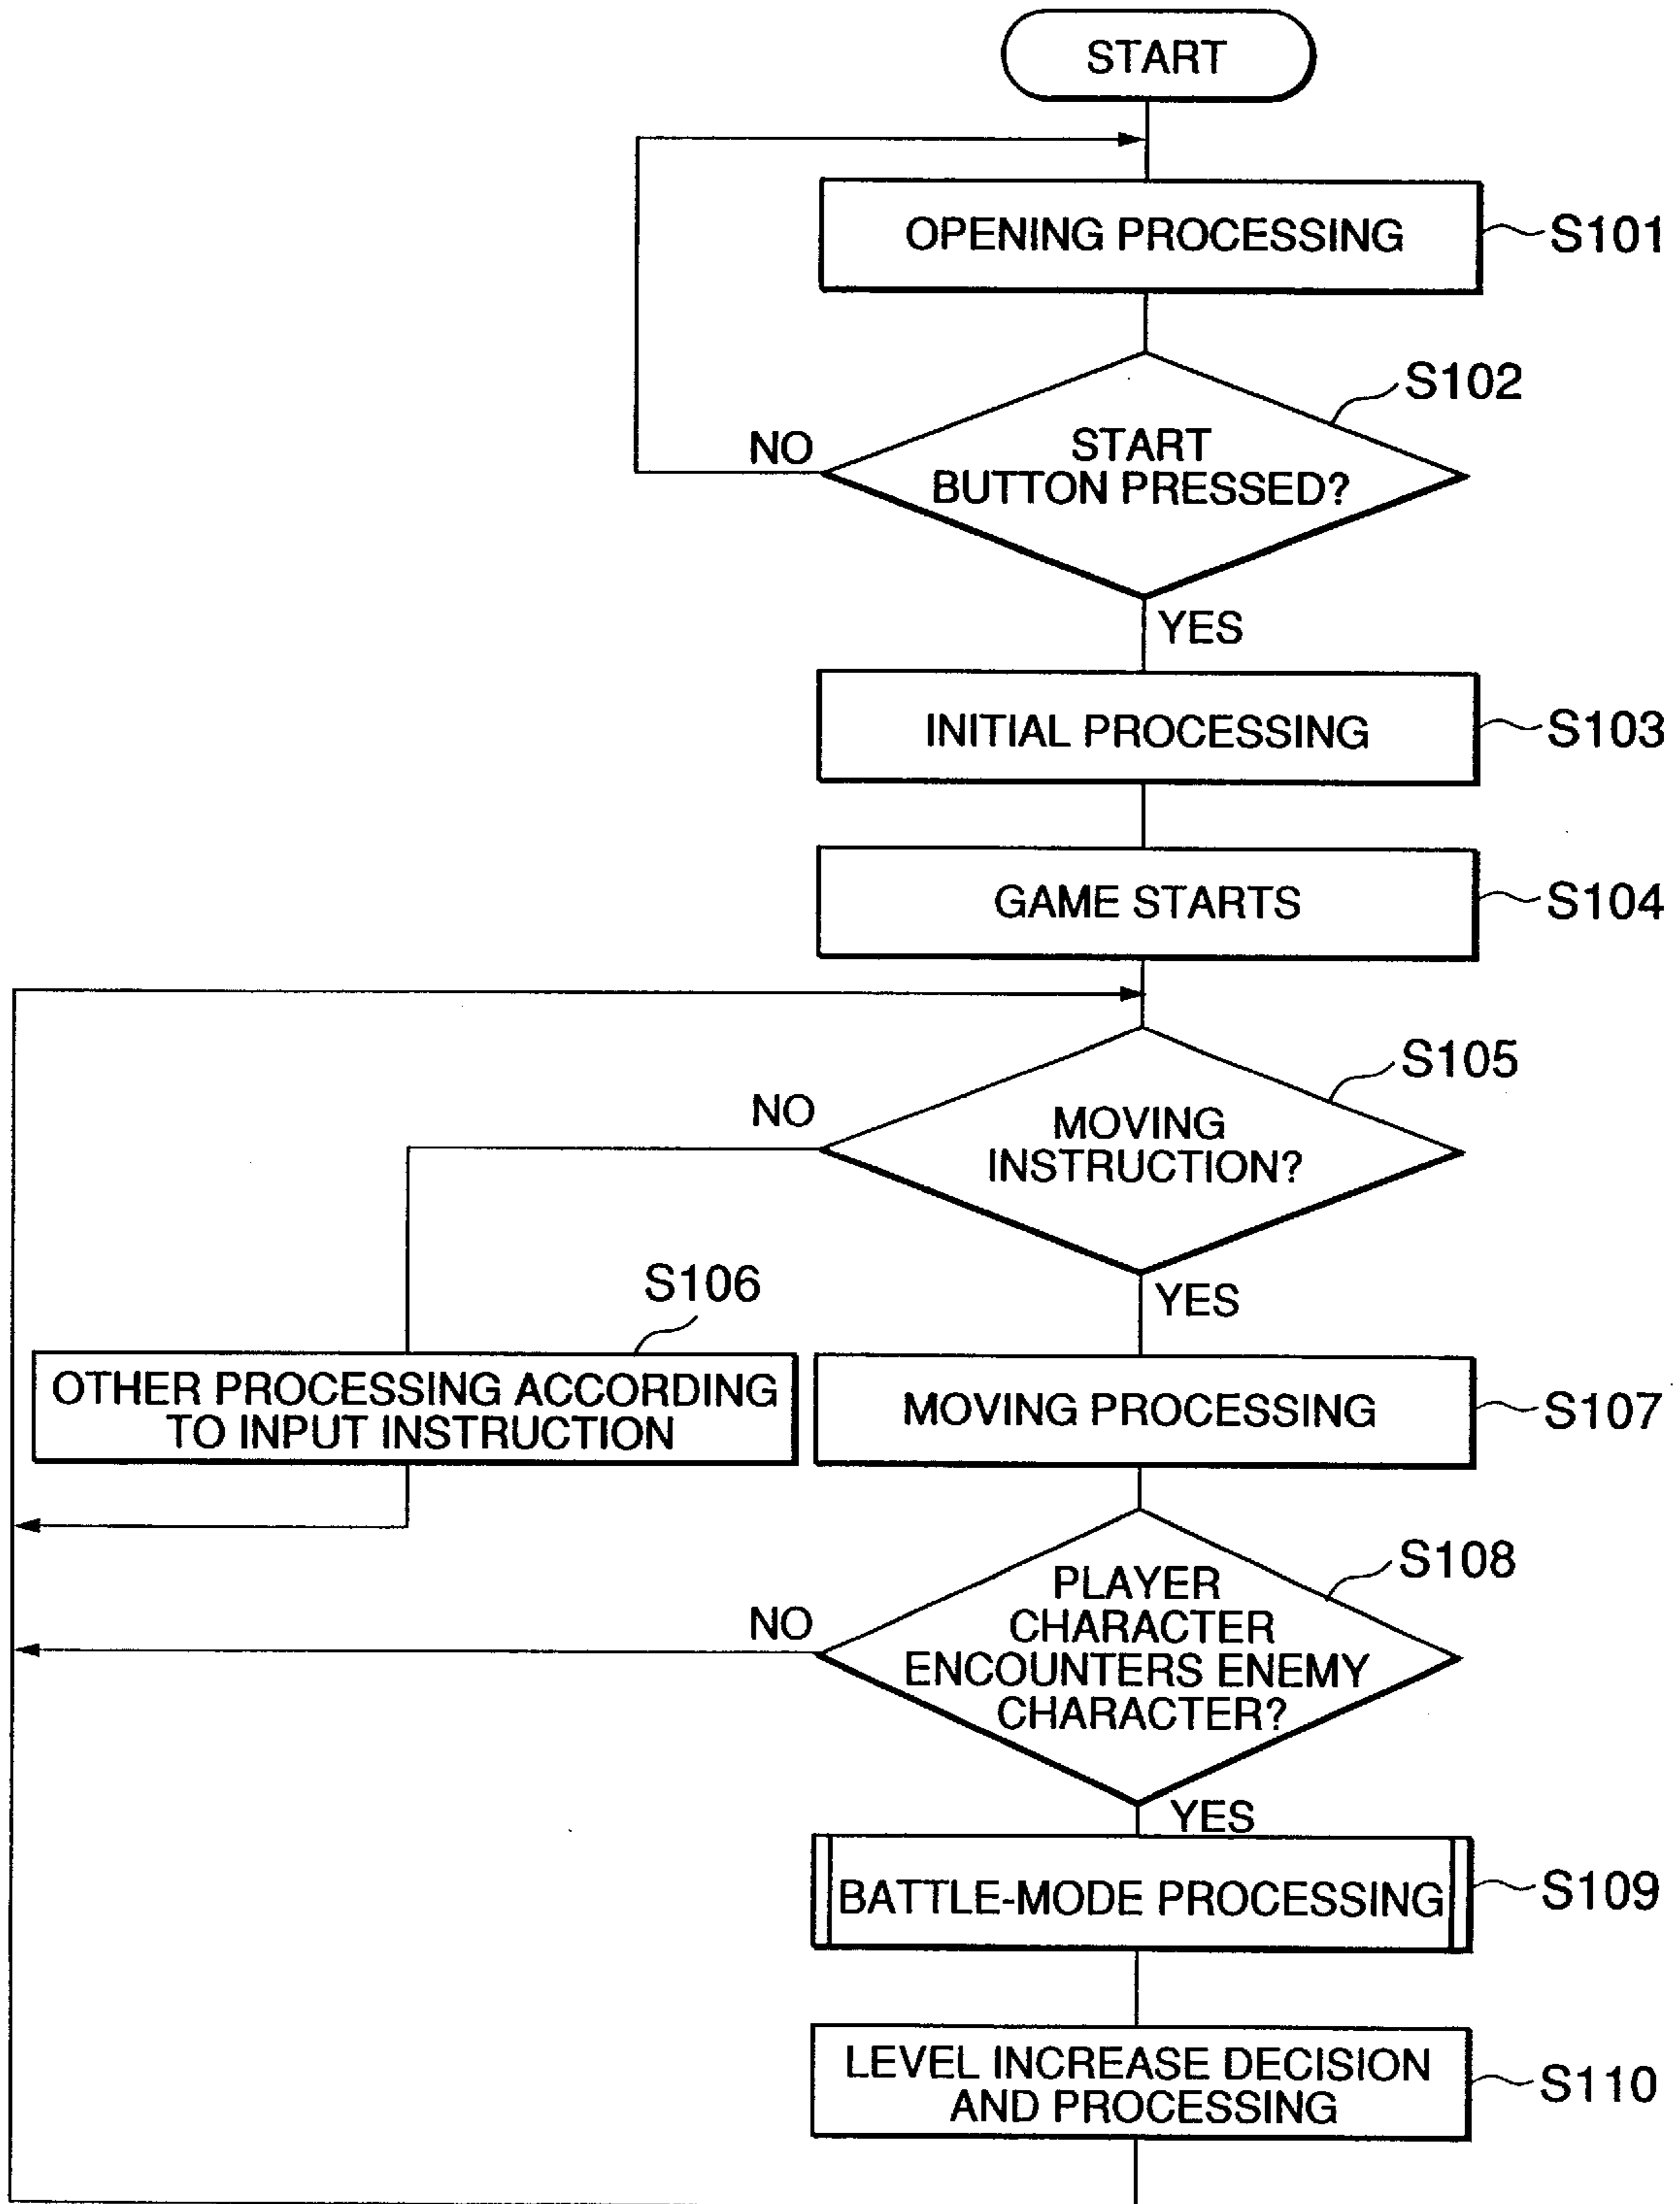 START
OPENING PROCESSING
S101
S102
START
BUTTON PRESSED?
NO
YES
INITIAL PROCESSING
S103
GAME STARTS
S104
S105
MOVING
INSTRUCTION?
NO
YES
S106
OTHER PROCESSING ACCORDING
TO INPUT INSTRUCTION
MOVING PROCESSING
S107
S108
PLAYER
CHARACTER
ENCOUNTERS ENEMY
CHARACTER?
NO
YES
BATTLE-MODE PROCESSING
S109
LEVEL INCREASE DECISION
AND PROCESSING
S110